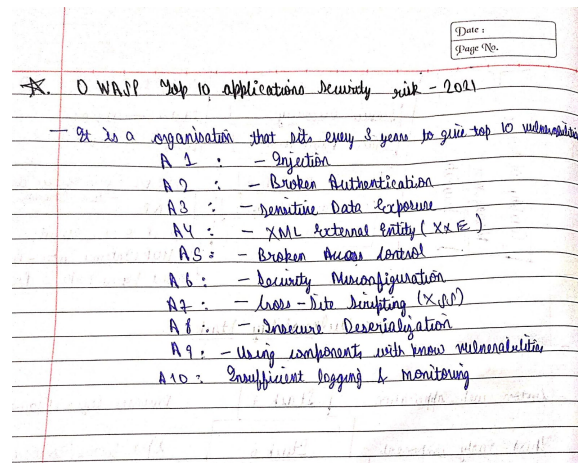 Date :
Page No.
☆. O WASP Top 10 applications security risk - 2021
- It is a organisation that sits every 3 years to give top 10 vulnerabilities
A 1 : - Injection
A2 : - Broken Authentication
A3 : - Sensitive Data Exposure
A4 : - XML External Entity (XXE)
A5 : - Broken Access Control
A6 : - Security Misconfiguration
A7 : - Cross-Site Scripting (XSS)
A8 : - Insecure Deserialization
A9 : - Using components with know vulnerabilities
A10 : Insufficient logging & monitoring